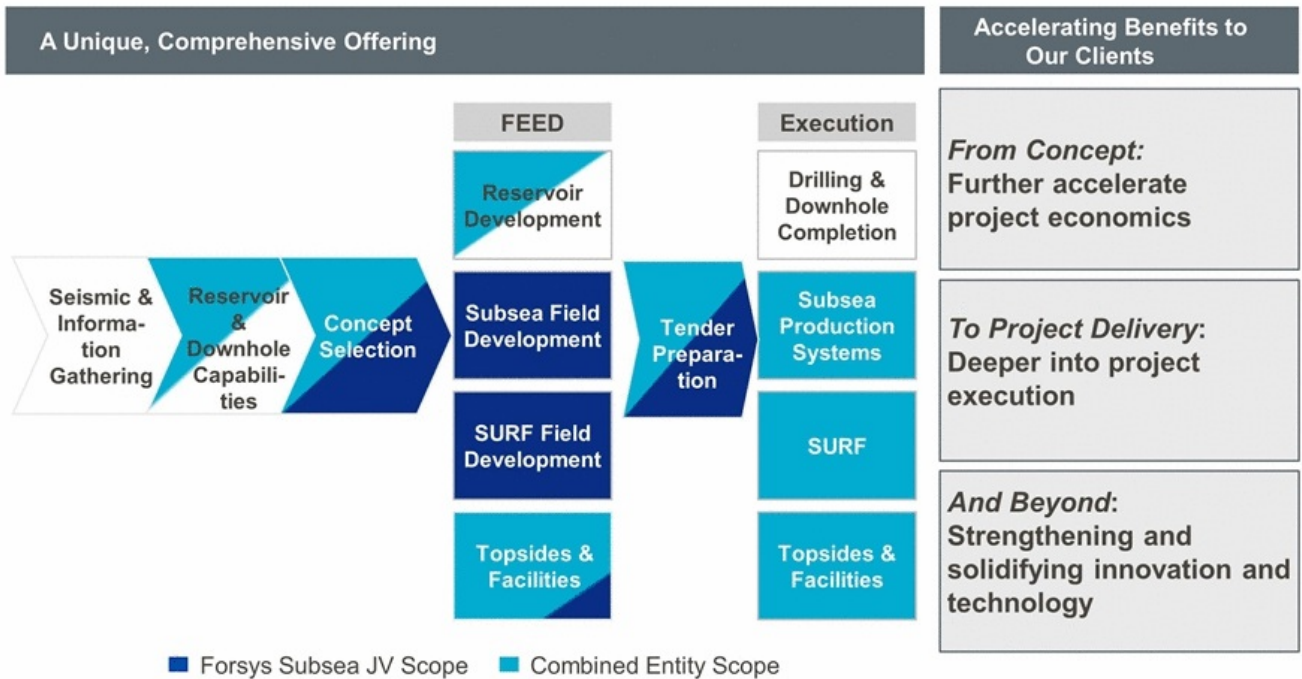 A Unique, Comprehensive Offering
Accelerating Benefits to
Our Clients
Seismic &
Informa-
tion
Gathering
Reservoir
&
Downhole
Capabili-
ties
Concept
Selection
FEED
Reservoir
Development
Subsea Field
Development
SURF Field
Development
Topsides &
Facilities
Tender
Prepara-
tion
Execution
Drilling &
Downhole
Completion
Subsea
Production
Systems
SURF
Topsides &
Facilities
From Concept:
Further accelerate
project economics
To Project Delivery:
Deeper into project
execution
And Beyond:
Strengthening and
solidifying innovation and
technology
Forsys Subsea JV Scope
Combined Entity Scope